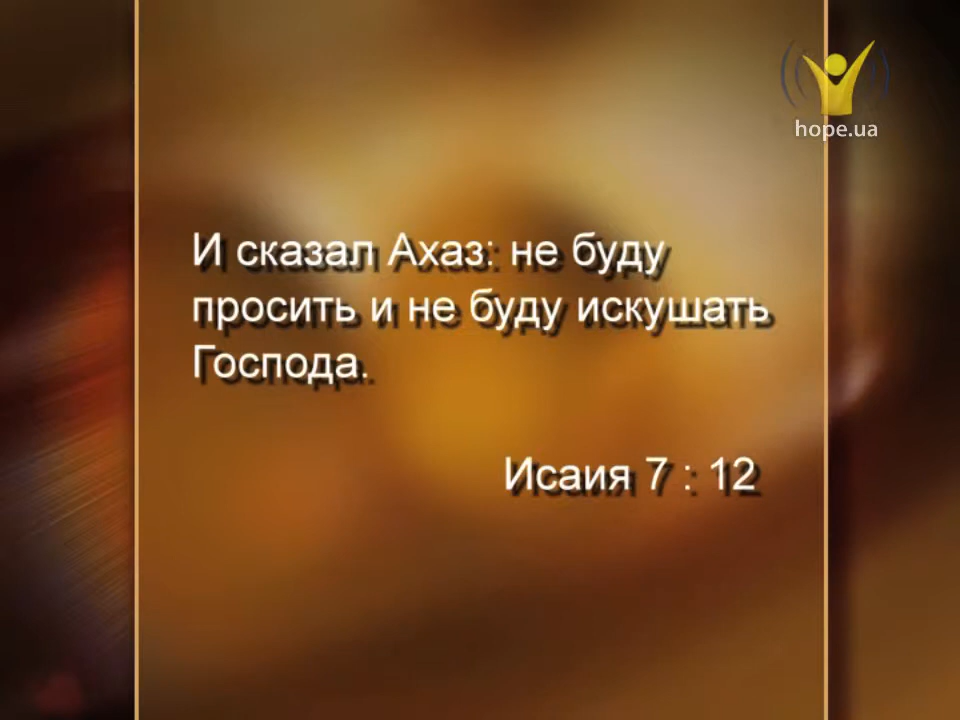 hope.ua
И сказал Ахаз: не буду
просить и не буду искушать
Господа.
Исаия 7 : 12